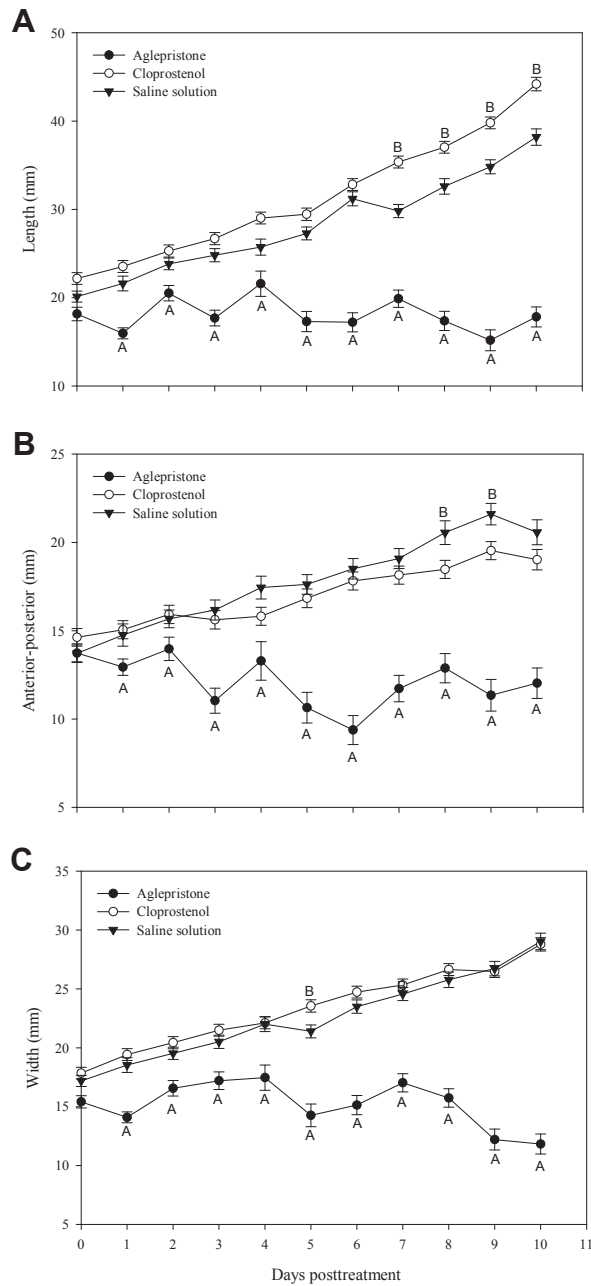 A
50
40
30
20
10
Length (mm)
Aglepristone
Cloprostenol
Saline solution
B B B B
A A A A A A A A A A
B
25
20
15
10
5
Anterior-posterior (mm)
Aglepristone
Cloprostenol
Saline solution
B B
A A A A A A A A A A
C
35
30
25
20
15
10
5
Width (mm)
Aglepristone
Cloprostenol
Saline solution
B
A A A A A A A A A A
0 1 2 3 4 5 6 7 8 9 10 11
Days posttreatment